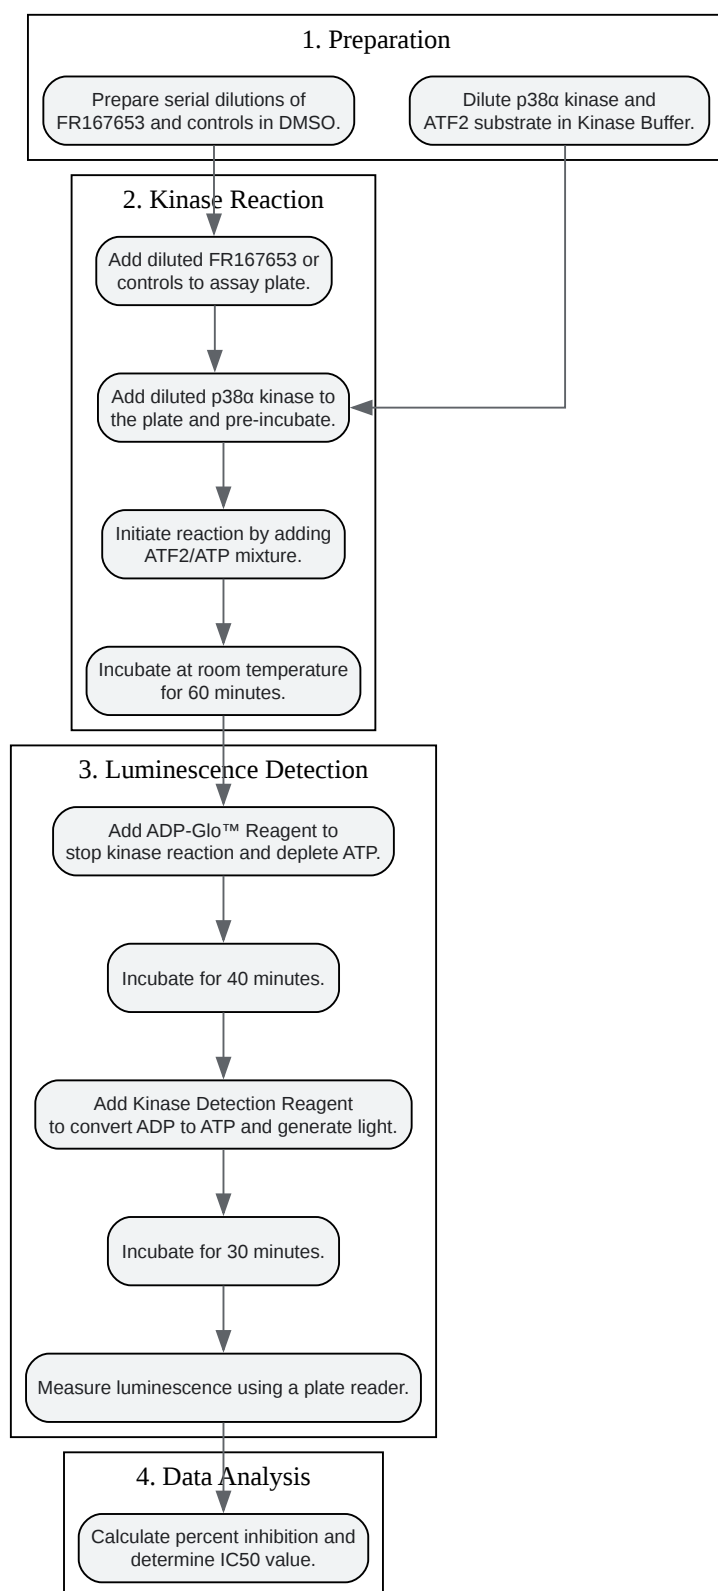 1. Preparation
Prepare serial dilutions of
FR167653 and controls in DMSO.
Dilute p38α kinase and
ATF2 substrate in Kinase Buffer.
2. Kinase Reaction
Add diluted FR167653 or
controls to assay plate.
Add diluted p38α kinase to
the plate and pre-incubate.
Initiate reaction by adding
ATF2/ATP mixture.
Incubate at room temperature
for 60 minutes.
3. Luminescence Detection
Add ADP-Glo™ Reagent to
stop kinase reaction and deplete ATP.
Incubate for 40 minutes.
Add Kinase Detection Reagent
to convert ADP to ATP and generate light.
Incubate for 30 minutes.
Measure luminescence using a plate reader.
4. Data Analysis
Calculate percent inhibition and
determine IC50 value.